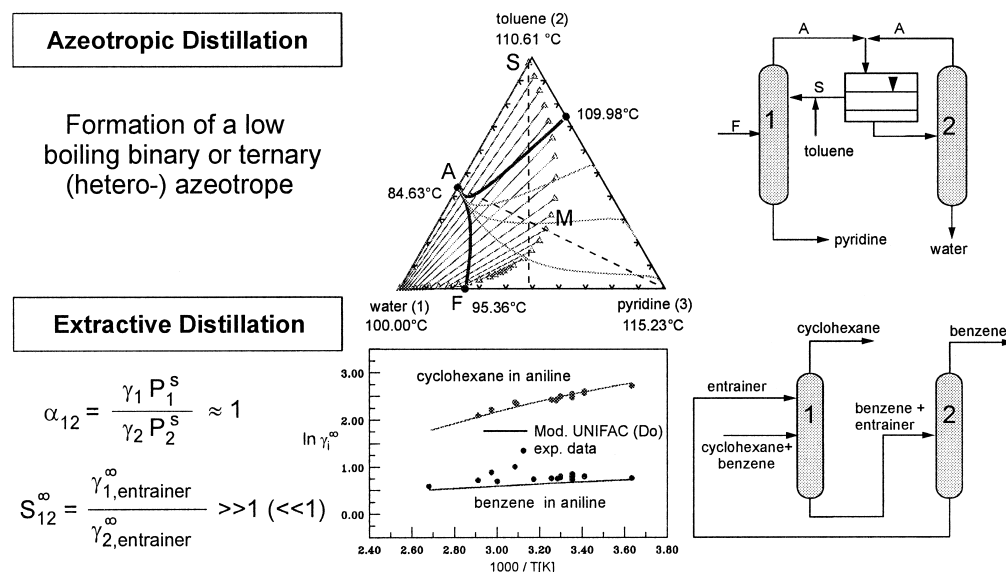 Azeotropic Distillation
Formation of a low
boiling binary or ternary
(hetero-) azeotrope
toluene (2)
110.61 °C
S
109.98°C
A
84.63°C
M
water (1)
100.00°C
F
95.36°C
pyridine (3)
115.23°C
A
A
S
F
1
2
toluene
pyridine
water
Extractive Distillation
α12 = γ1 P1^s / γ2 P2^s ≈ 1
S12^∞ = γ1,entrainer^∞ / γ2,entrainer^∞ >>1 (<<1)
ln γi^∞
3.00
2.00
1.00
0.00
cyclohexane in aniline
Mod. UNIFAC (Do)
exp. data
benzene in aniline
2.40 2.60 2.80 3.00 3.20 3.40 3.60 3.80
1000 / T[K]
cyclohexane
benzene
entrainer
1
benzene +
entrainer
2
cyclohexane+
benzene